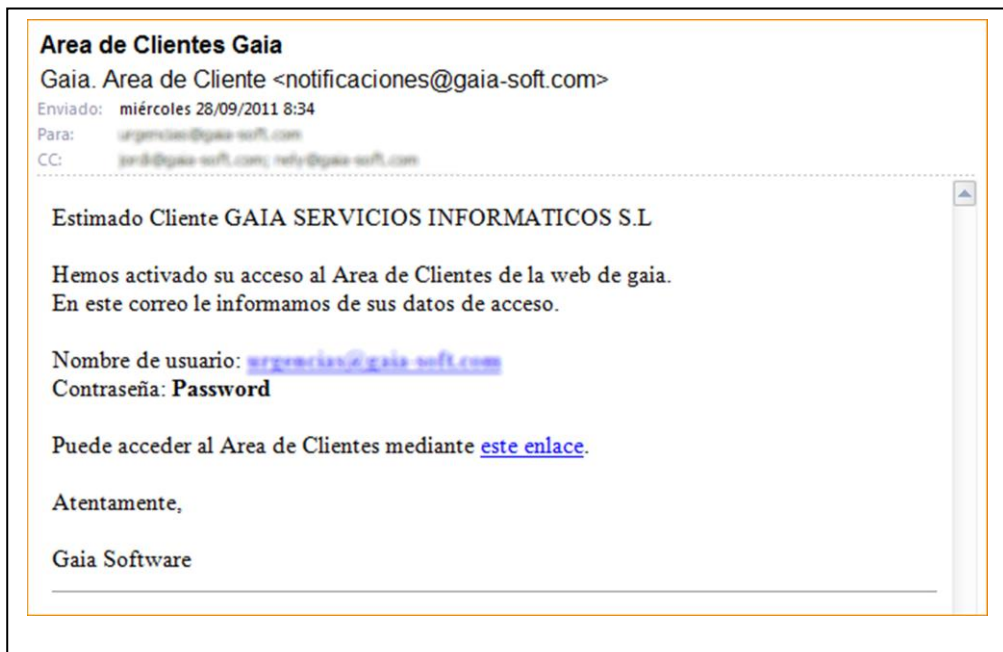 Area de Clientes Gaia
Gaia. Area de Cliente <notificaciones@gaia-soft.com>
Enviado: miércoles 28/09/2011 8:34
Para:
CC:
Estimado Cliente GAIA SERVICIOS INFORMATICOS S.L
Hemos activado su acceso al Area de Clientes de la web de gaia.
En este correo le informamos de sus datos de acceso.
Nombre de usuario:
Contraseña: Password
Puede acceder al Area de Clientes mediante este enlace.
Atentamente,
Gaia Software